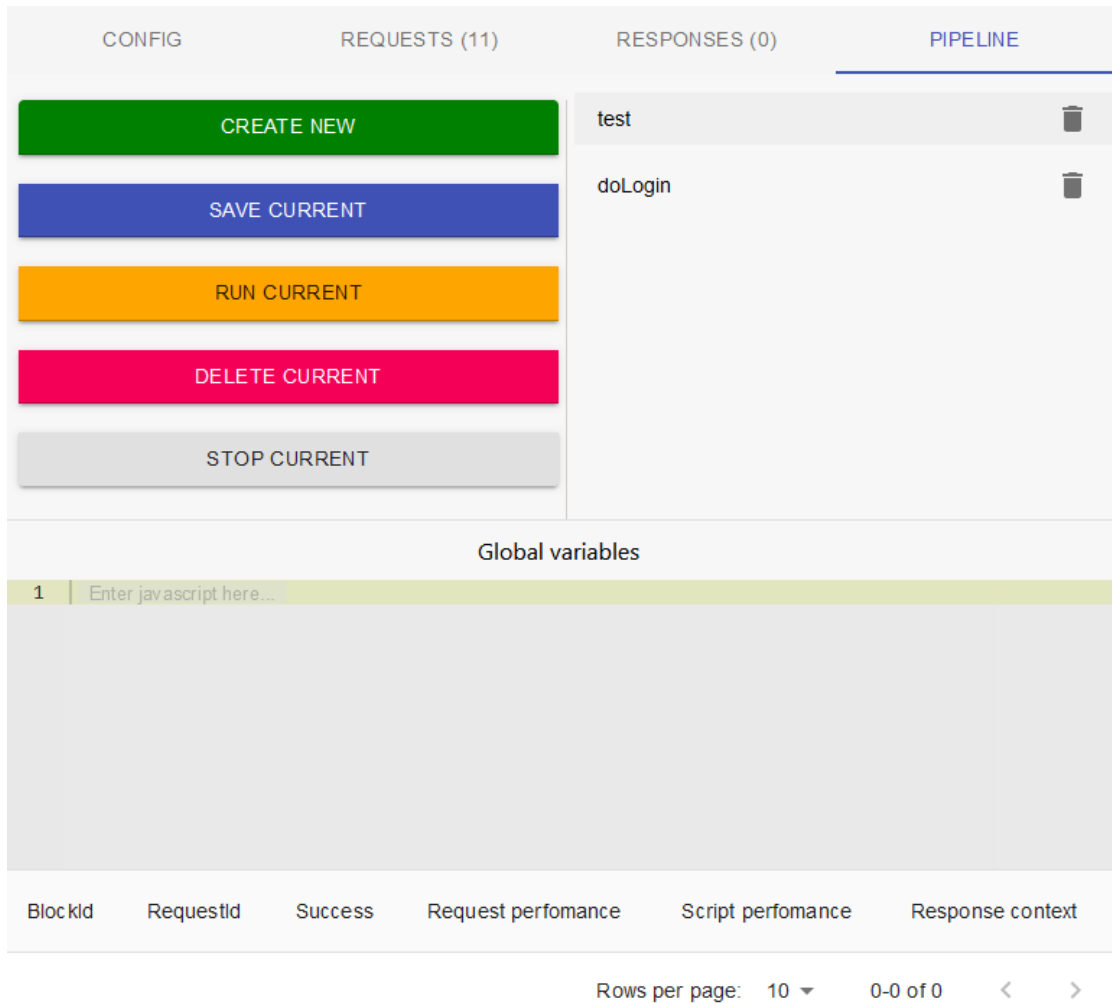 CONFIG REQUESTS (11) RESPONSES (0) PIPELINE
CREATE NEW
SAVE CURRENT
RUN CURRENT
DELETE CURRENT
STOP CURRENT
test
doLogin
Global variables
1 Enter javascript here...
BlockId RequestId Success Request perfomance Script perfomance Response context
Rows per page: 10 0-0 of 0